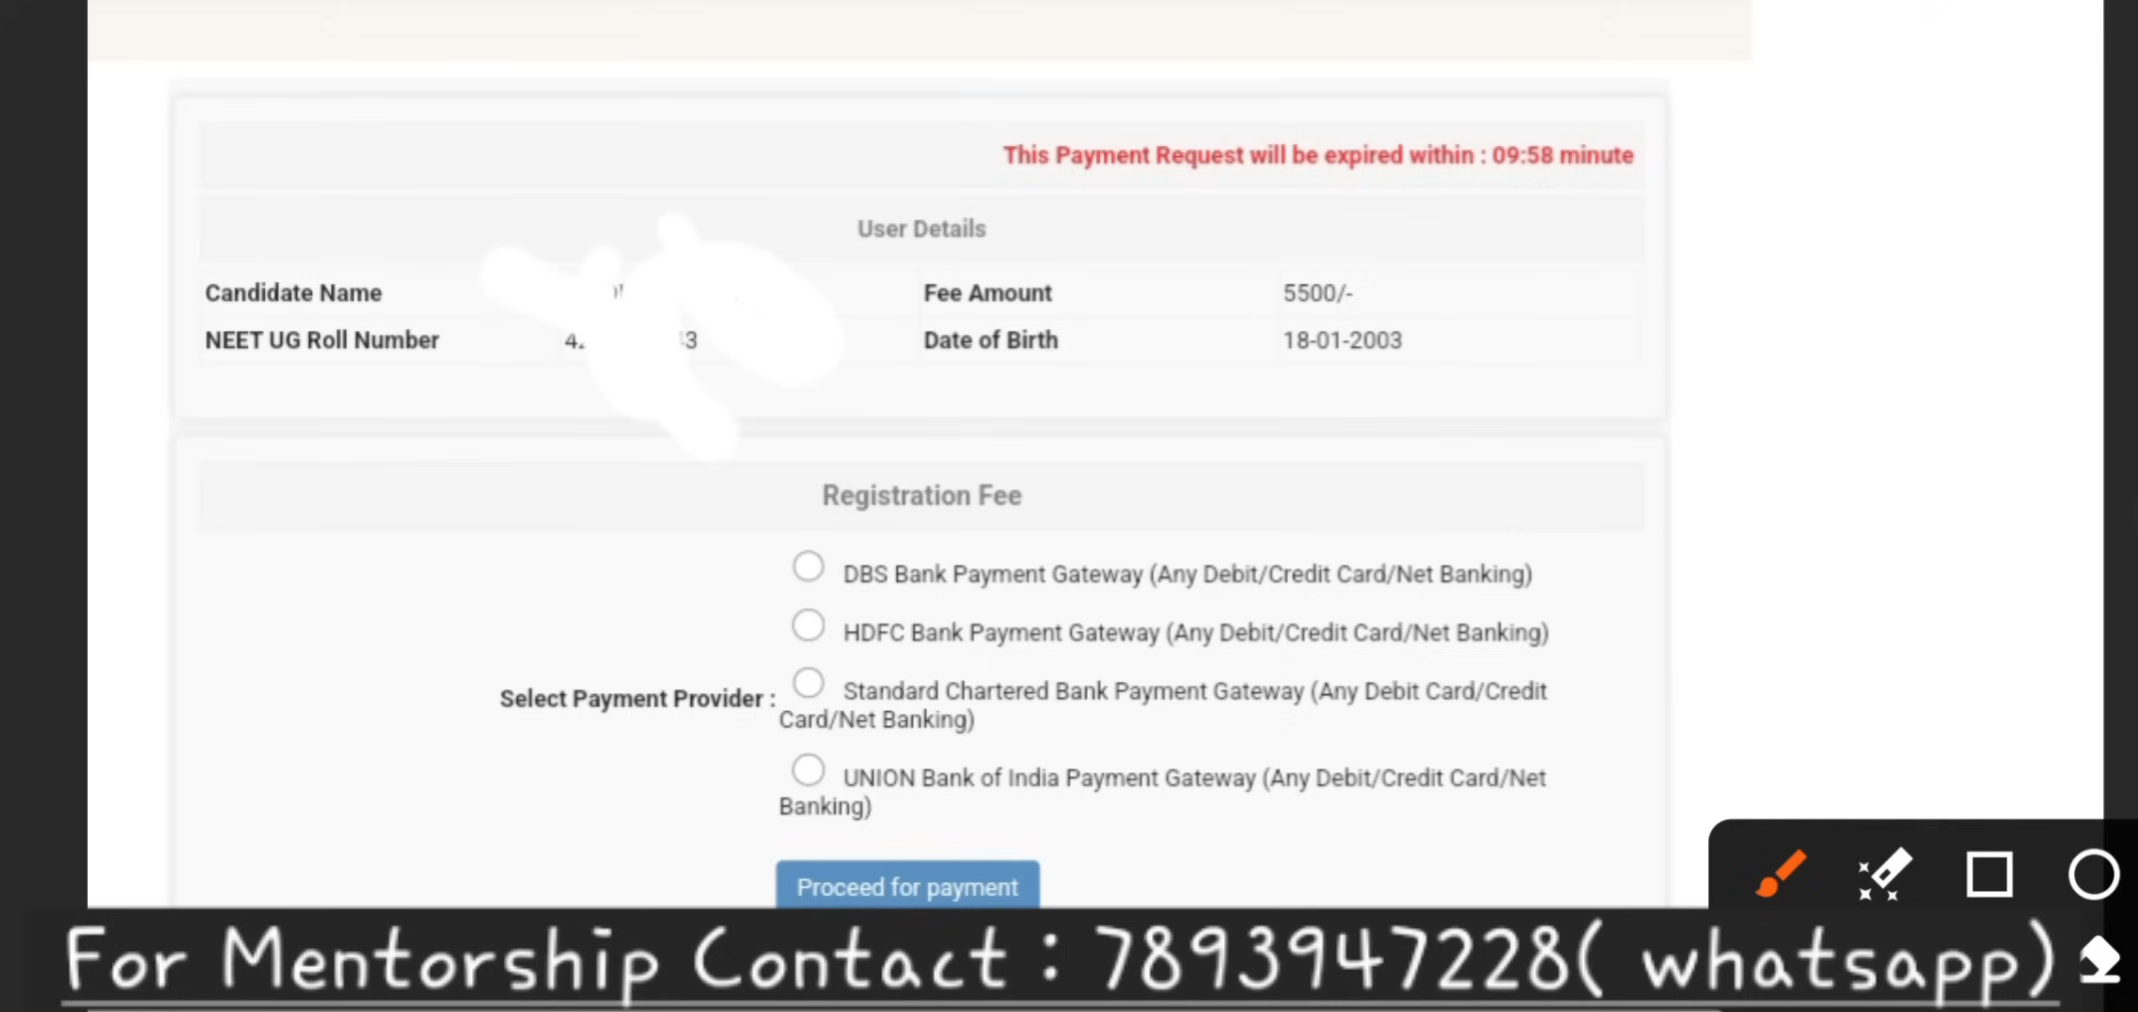 This Payment Request will be expired within : 09:58 minute
User Details
Candidate Name
Fee Amount 5500/-
NEET UG Roll Number 4 3
Date of Birth 18-01-2003
Registration Fee
Select Payment Provider :
DBS Bank Payment Gateway (Any Debit/Credit Card/Net Banking)
HDFC Bank Payment Gateway (Any Debit/Credit Card/Net Banking)
Standard Chartered Bank Payment Gateway (Any Debit Card/Credit
Card/Net Banking)
UNION Bank of India Payment Gateway (Any Debit/Credit Card/Net
Banking)
Proceed for payment
For Mentorship Contact : 7893947228( whatsapp)